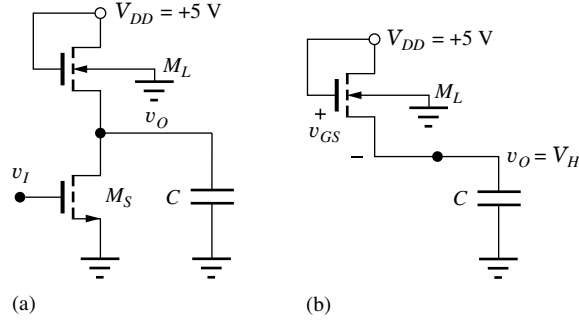 V_DD = +5 V
M_L
v_O
v_I
M_S
C
(a)
V_DD = +5 V
M_L
+
v_GS
–
v_O = V_H
C
(b)